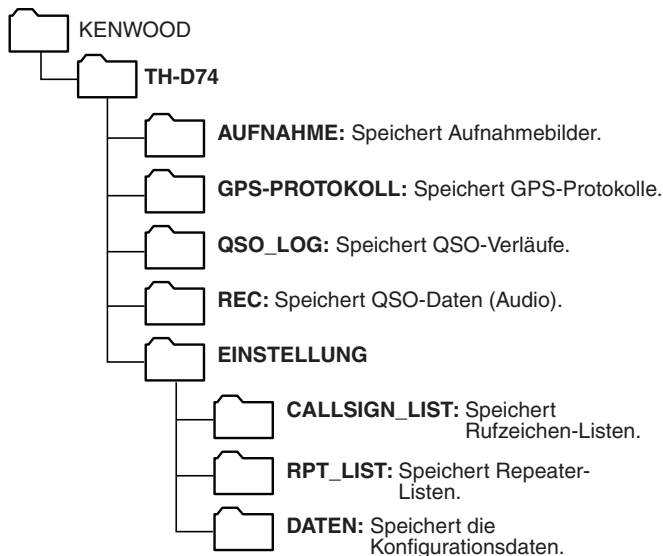 KENWOOD
TH-D74
AUFNAHME: Speichert Aufnahmebilder.
GPS-PROTOKOLL: Speichert GPS-Protokolle.
QSO_LOG: Speichert QSO-Verläufe.
REC: Speichert QSO-Daten (Audio).
EINSTELLUNG
CALLSIGN_LIST: Speichert
Rufzeichen-Listen.
RPT_LIST: Speichert Repeater-
Listen.
DATEN: Speichert die
Konfigurationsdaten.